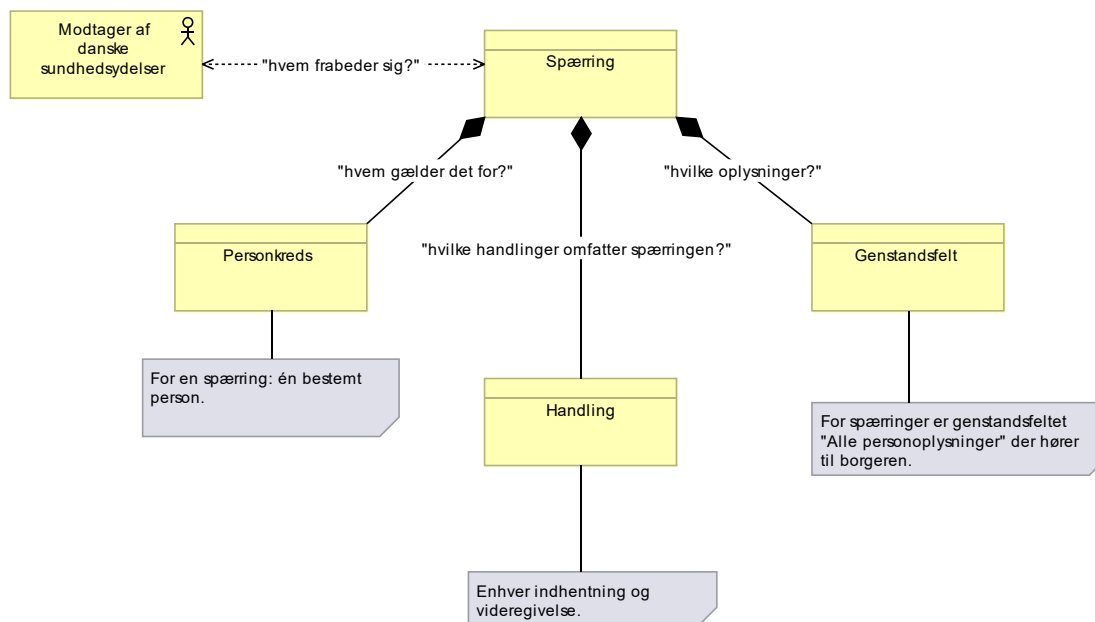 Modtager af
danske
sundhedsydelser
"hvem frabeder sig?"
Spærring
"hvem gælder det for?"
"hvilke oplysninger?"
"hvilke handlinger omfatter spærringen?"
Personkreds
Genstandsfelt
For en spærring: én bestemt
person.
Handling
For spærringer er genstandsfeltet
"Alle personoplysninger" der hører
til borgeren.
Enhver indhentning og
videregivelse.